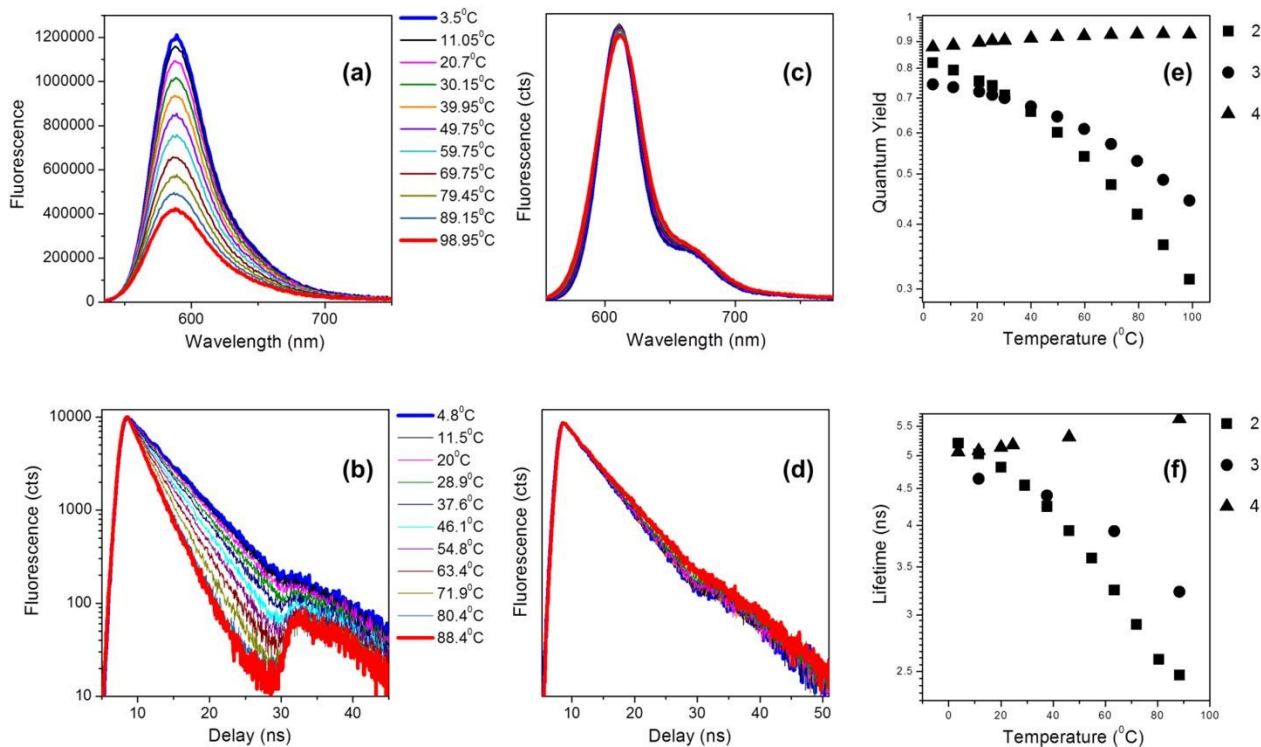 (a)
Fluorescence
1200000
1000000
800000
600000
400000
200000
0
600
700
Wavelength (nm)
3.5⁰C
11.05⁰C
20.7⁰C
30.15⁰C
39.95⁰C
49.75⁰C
59.75⁰C
69.75⁰C
79.45⁰C
89.15⁰C
98.95⁰C
(c)
Fluorescence (cts)
600
700
Wavelength (nm)
(e)
Quantum Yield
1
0.9
0.8
0.7
0.6
0.5
0.4
0.3
0 20 40 60 80 100
Temperature (⁰C)
2
3
4
(b)
Fluorescence (cts)
10000
1000
100
10
10 20 30 40
Delay (ns)
4.8⁰C
11.5⁰C
20⁰C
28.9⁰C
37.6⁰C
46.1⁰C
54.8⁰C
63.4⁰C
71.9⁰C
80.4⁰C
88.4⁰C
(d)
Fluorescence (cts)
10 20 30 40 50
Delay (ns)
(f)
Lifetime (ns)
5.5
5
4.5
4
3.5
3
2.5
0 20 40 60 80 100
Temperature (⁰C)
2
3
4